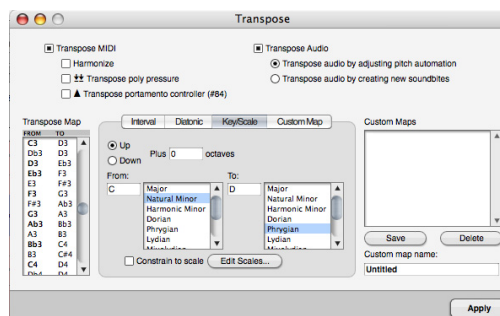 Transpose
Transpose MIDI
Harmonize
Transpose poly pressure
Transpose portamento controller (#84)
Transpose Audio
Transpose audio by adjusting pitch automation
Transpose audio by creating new soundbites
Transpose Map
FROM TO
C3 D3
Db3 D3
D3 Eb3
Eb3 F3
E3 F#3
F3 G3
F#3 Ab3
G3 A3
Ab3 Bb3
A3 B3
Bb3 C4
B3 C#4
C4 D4
Db4 D4
Interval Diatonic Key/Scale Custom Map
Up
Down
Plus 0 octaves
From:
C
Major
Natural Minor
Harmonic Minor
Dorian
Phrygian
Lydian
Mixolydian
To:
D
Major
Natural Minor
Harmonic Minor
Dorian
Phrygian
Lydian
Mixolydian
Constrain to scale Edit Scales...
Custom Maps
Save Delete
Custom map name:
Untitled
Apply